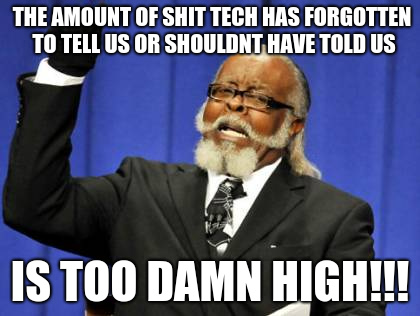 THE AMOUNT OF SHIT TECH HAS FORGOTTEN
TO TELL US OR SHOULDNT HAVE TOLD US
IS TOO DAMN HIGH!!!